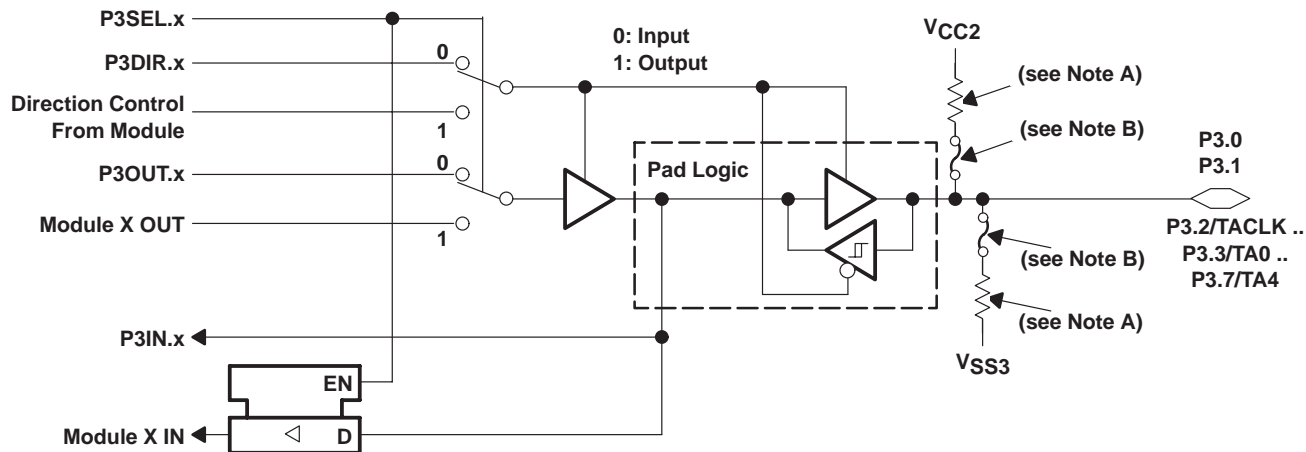 P3SEL.x
P3DIR.x
0
1
Direction Control
From Module
P3OUT.x
0
1
Module X OUT
0: Input
1: Output
Pad Logic
VCC2
(see Note A)
(see Note B)
P3.0
P3.1
P3.2/TACLK ..
P3.3/TA0 ..
P3.7/TA4
(see Note B)
(see Note A)
VSS3
P3IN.x
EN
Module X IN
D